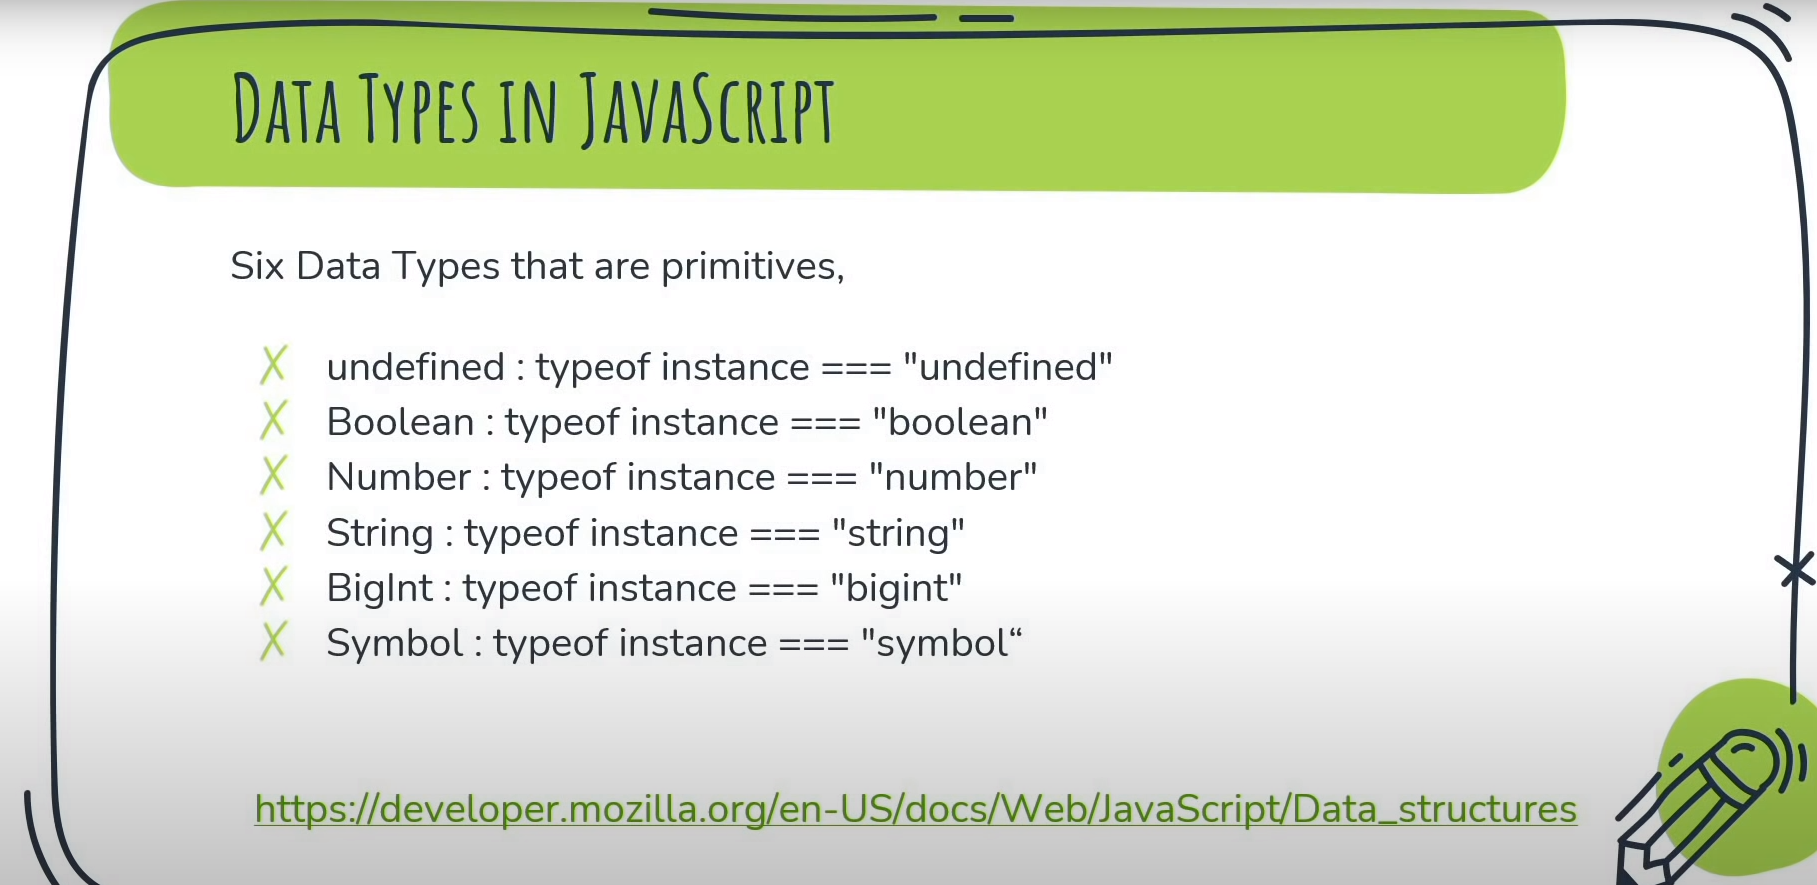 Data Types in JavaScript
Six Data Types that are primitives,
undefined : typeof instance === "undefined"
Boolean : typeof instance === "boolean"
Number : typeof instance === "number"
String : typeof instance === "string"
BigInt : typeof instance === "bigint"
Symbol : typeof instance === "symbol“
https://developer.mozilla.org/en-US/docs/Web/JavaScript/Data_structures